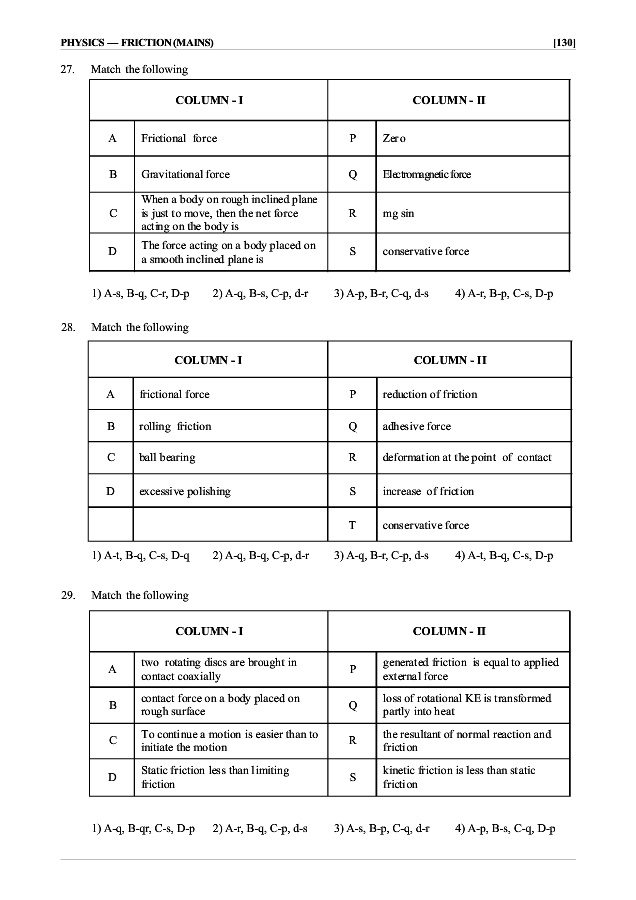 PHYSICS — FRICTION(MAINS) [130]
27. Match the following
COLUMN - I COLUMN - II
A Frictional force P Zero
B Gravitational force Q Electromagnetic force
C When a body on rough inclined plane
is just to move, then the net force
acting on the body is
R mg sin
D The force acting on a body placed on
a smooth inclined plane is
S conservative force
1) A-s, B-q, C-r, D-p 2) A-q, B-s, C-p, d-r 3) A-p, B-r, C-q, d-s 4) A-r, B-p, C-s, D-p
28. Match the following
COLUMN - I COLUMN - II
A frictional force P reduction of friction
B rolling friction Q adhesive force
C ball bearing R deformation at the point of contact
D excessive polishing S increase of friction
T conservative force
1) A-t, B-q, C-s, D-q 2) A-q, B-q, C-p, d-r 3) A-q, B-r, C-p, d-s 4) A-t, B-q, C-s, D-p
29. Match the following
COLUMN - I COLUMN - II
A two rotating discs are brought in
contact coaxially
P generated friction is equal to applied
external force
B contact force on a body placed on
rough surface
Q loss of rotational KE is transformed
partly into heat
C To continue a motion is easier than to
initiate the motion
R the resultant of normal reaction and
friction
D Static friction less than limiting
friction
S kinetic friction is less than static
friction
1) A-q, B-qr, C-s, D-p 2) A-r, B-q, C-p, d-s 3) A-s, B-p, C-q, d-r 4) A-p, B-s, C-q, D-p